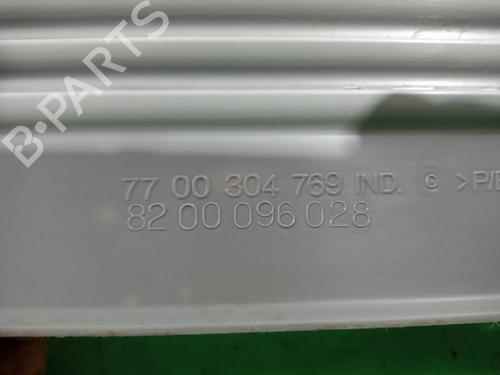 B-PARTS
77 00 304 769 IND. C >P/E
82 00 096 028